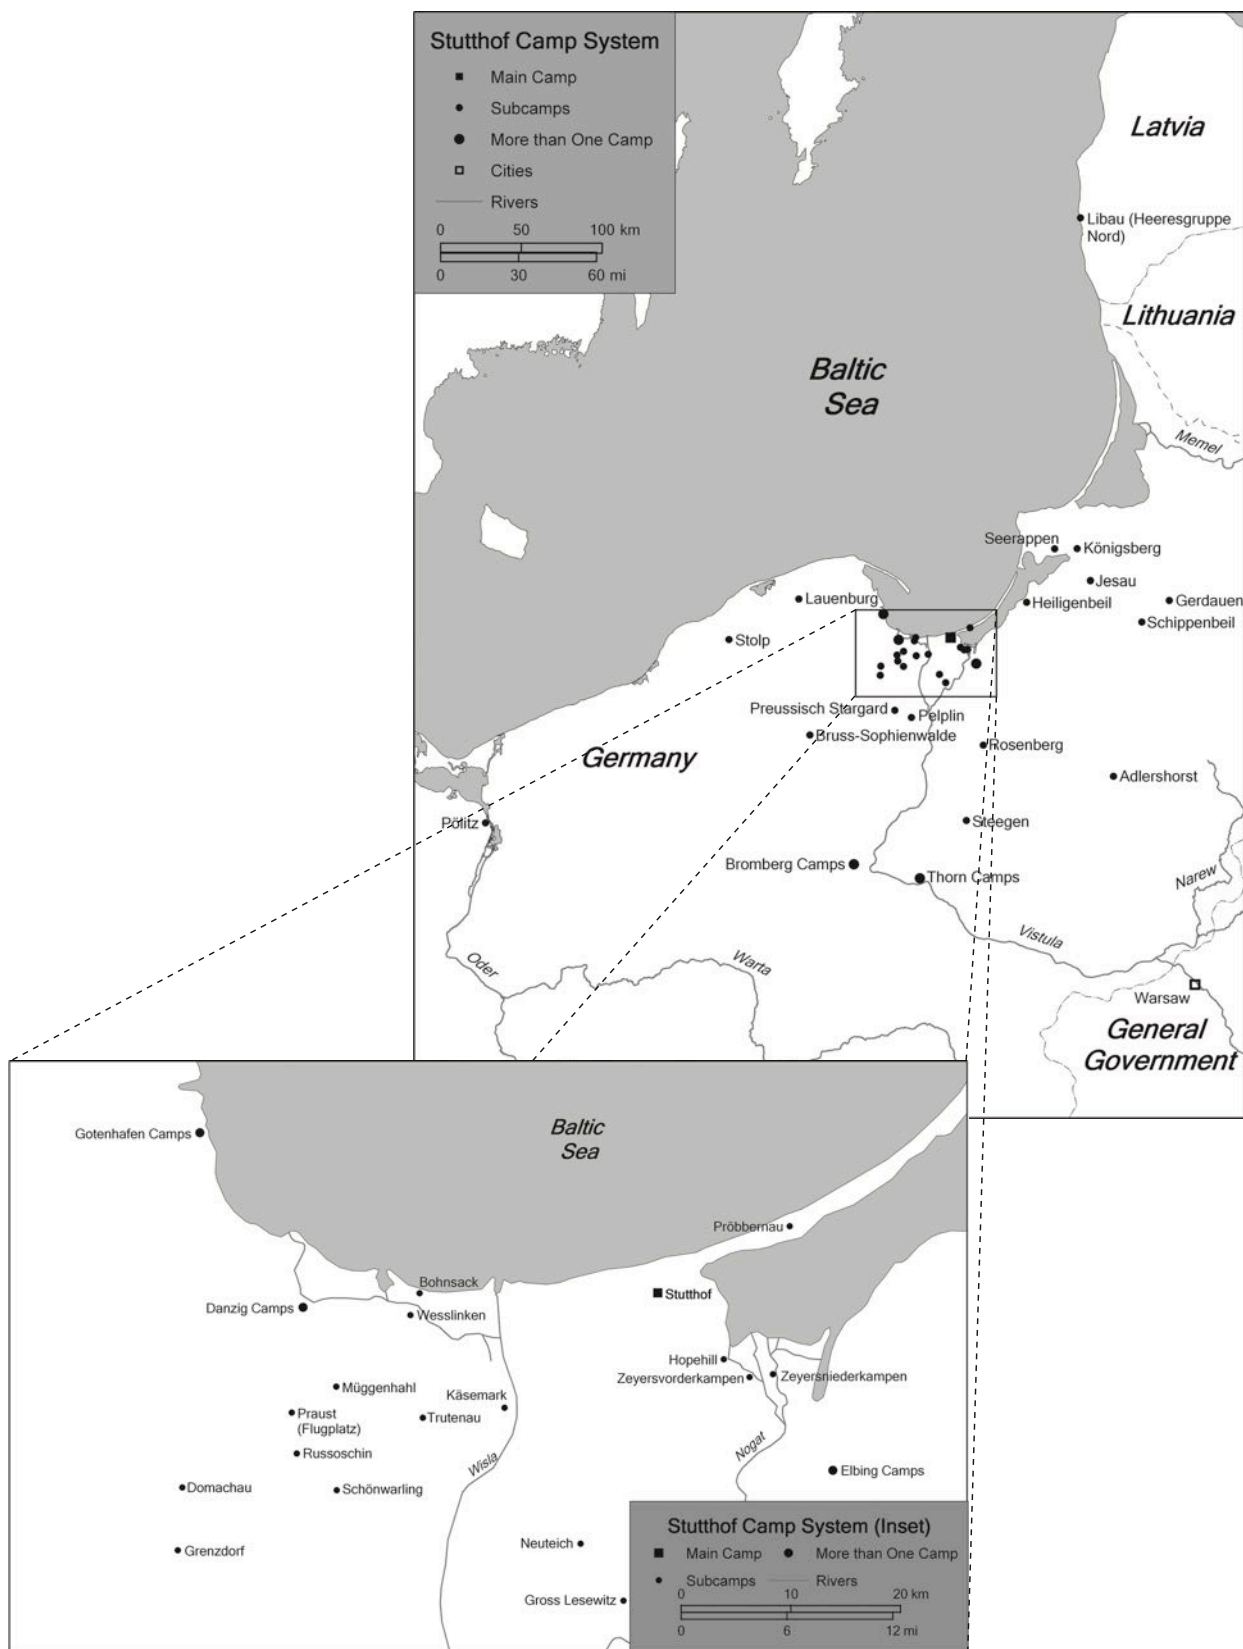 Stutthof Camp System
Main Camp
Subcamps
More than One Camp
Cities
Rivers
0 50 100 km
0 30 60 mi
Latvia
Libau (Heeresgruppe
Nord)
Lithuania
Baltic
Sea
Memel
Seerappen
Königsberg
Jesau
Lauenburg
Heiligenbeil
Gerdauen
Schippenbeil
Stolp
Preussisch Stargard
Pelplin
Bruss-Sophienwalde
Rosenberg
Germany
Adlershorst
Pölitz
Steegen
Bromberg Camps
Thorn Camps
Narew
Vistula
Oder
Warta
Warsaw
General
Government
Baltic
Sea
Gotenhafen Camps
Pröbbernau
Bohnsack
Stutthof
Danzig Camps
Wesslinken
Hopehill
Zeyersvorderkampen
Zeyersniederkampen
Müggenhahl
Käsemark
Praust
(Flugplatz)
Trutenau
Russoschin
Wisla
Nogat
Elbing Camps
Domachau
Schönwarling
Grenzdorf
Neuteich
Gross Lesewitz
Stutthof Camp System (Inset)
Main Camp More than One Camp
Subcamps Rivers
0 10 20 km
0 6 12 mi